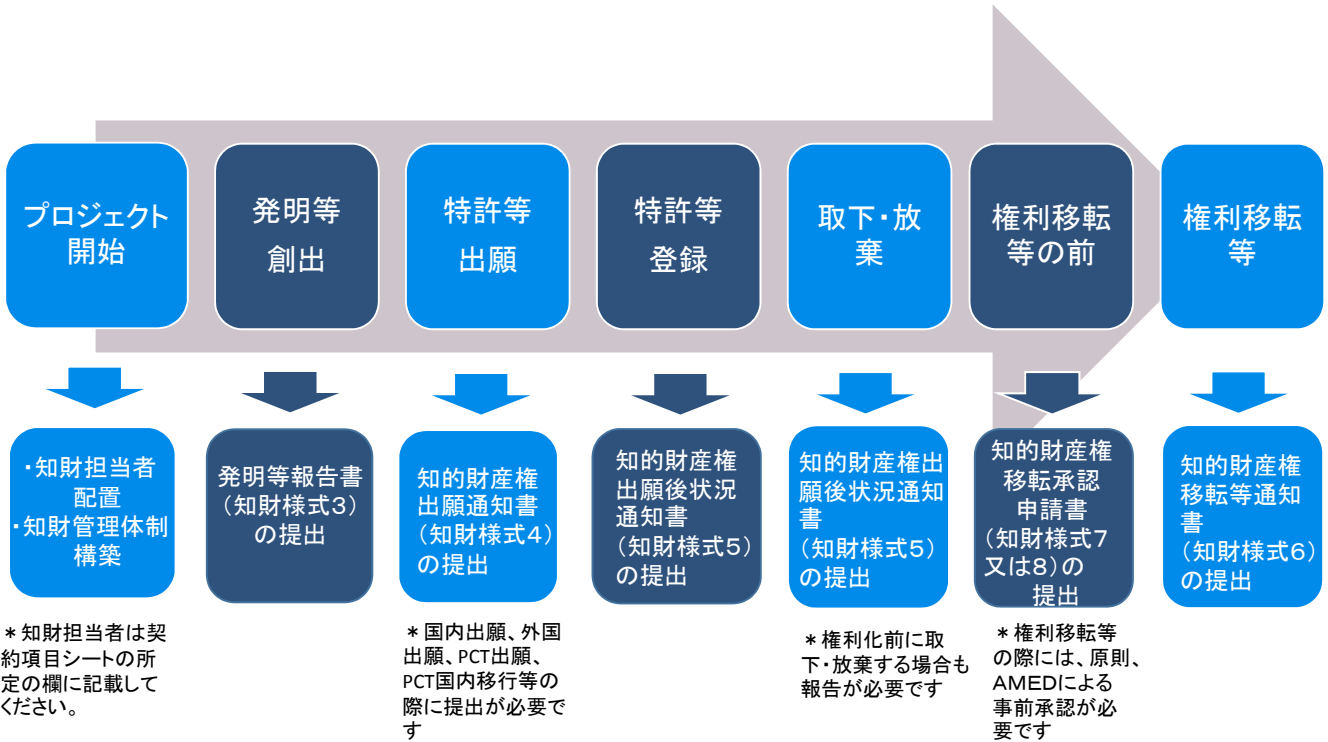 プロジェクト
開始
発明等
創出
特許等
出願
特許等
登録
取下・放
棄
権利移転
等の前
権利移転
等
・知財担当者
配置
・知財管理体制
構築
発明等報告書
（知財様式３）
の提出
知的財産権
出願通知書
（知財様式４）
の提出
知的財産権
出願後状況
通知書
（知財様式５）
の提出
知的財産権出
願後状況通知
書
（知財様式５）
の提出
知的財産権
移転承認
申請書
（知財様式７
又は８）の
提出
知的財産権
移転等通知
書
（知財様式６）
の提出
＊知財担当者は契
約項目シートの所
定の欄に記載して
ください。
＊国内出願、外国
出願、PCT出願、
PCT国内移行等の
際に提出が必要で
す
＊権利化前に取
下・放棄する場合も
報告が必要です
＊権利移転等
の際には、原則、
ＡＭＥＤによる
事前承認が必
要です